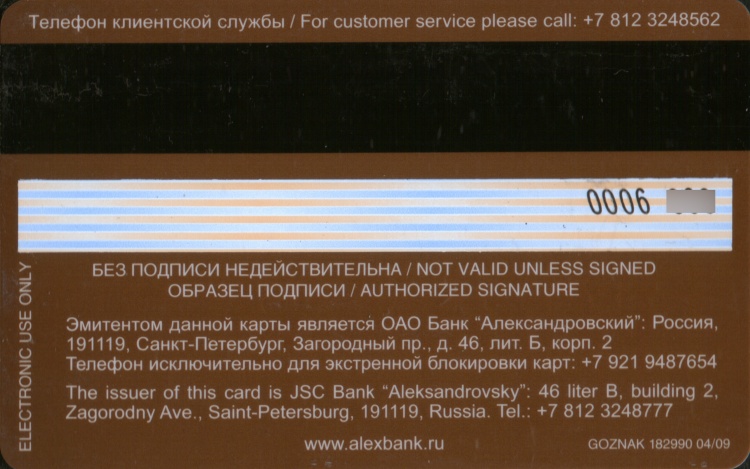 Телефон клиентской службы / For customer service please call: +7 812 3248562
0006
БЕЗ ПОДПИСИ НЕДЕЙСТВИТЕЛЬНА / NOT VALID UNLESS SIGNED
ОБРАЗЕЦ ПОДПИСИ / AUTHORIZED SIGNATURE
ELECTRONIC USE ONLY
Эмитентом данной карты является ОАО Банк “Александровский”: Россия,
191119, Санкт-Петербург, Загородный пр., д. 46, лит. Б, корп. 2
Телефон исключительно для экстренной блокировки карт: +7 921 9487654
The issuer of this card is JSC Bank “Aleksandrovsky”: 46 liter B, building 2,
Zagorodny Ave., Saint-Petersburg, 191119, Russia. Tel.: +7 812 3248777
www.alexbank.ru
GOZNAK 182990 04/09